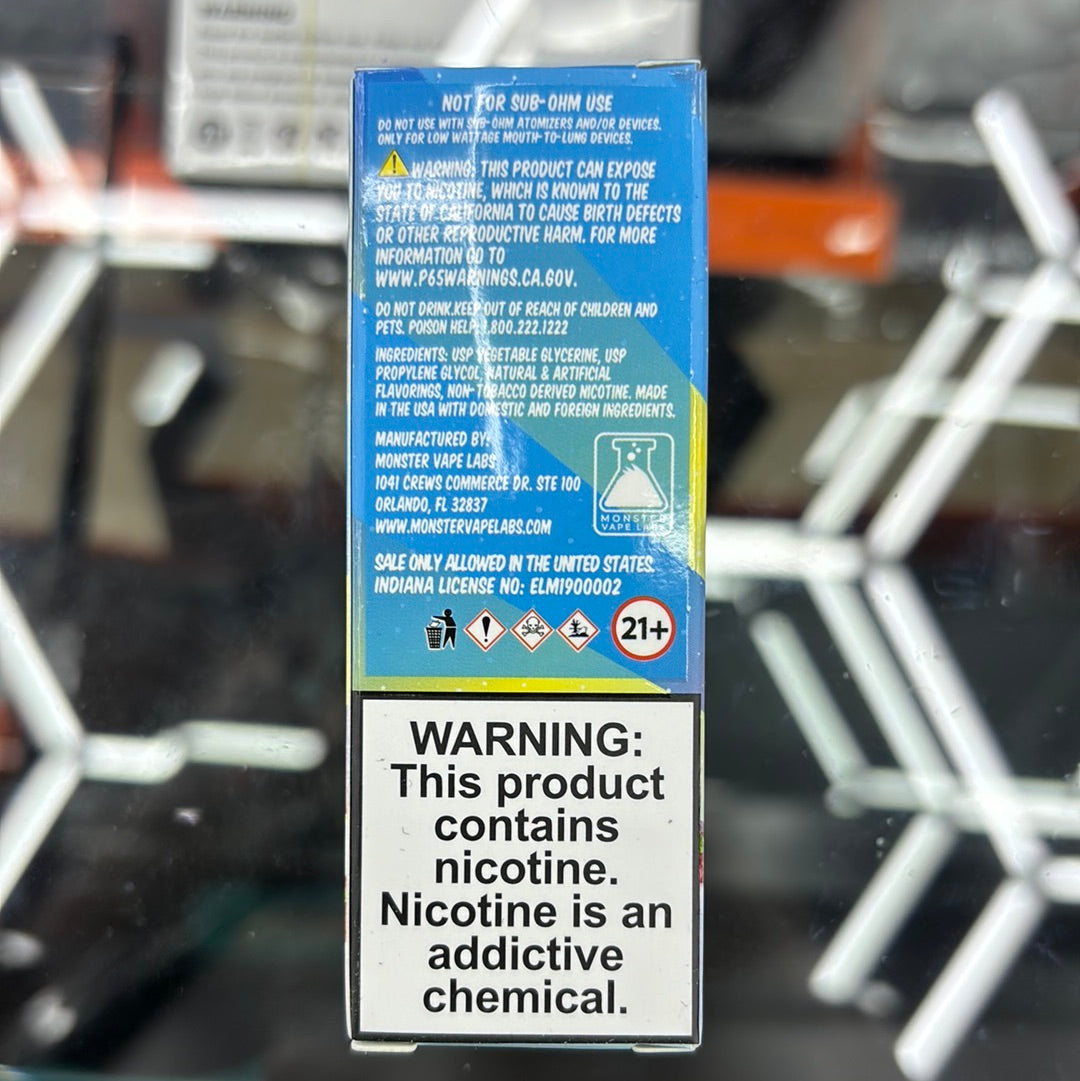 WARNING
NOT FOR SUB-OHM USE
DO NOT USE WITH SUB-OHM ATOMIZERS AND/OR DEVICES.
ONLY FOR LOW WATTAGE MOUTH-TO-LUNG DEVICES.
WARNING: THIS PRODUCT CAN EXPOSE
YOU TO NICOTINE, WHICH IS KNOWN TO THE
STATE OF CALIFORNIA TO CAUSE BIRTH DEFECTS
OR OTHER REPRODUCTIVE HARM. FOR MORE
INFORMATION GO TO
WWW.P65WARNINGS.CA.GOV.
DO NOT DRINK.KEEP OUT OF REACH OF CHILDREN AND
PETS. POISON HELP: 1.800.222.1222
INGREDIENTS: USP VEGETABLE GLYCERINE, USP
PROPYLENE GLYCOL, NATURAL & ARTIFICIAL
FLAVORINGS, NON-TOBACCO DERIVED NICOTINE. MADE
IN THE USA WITH DOMESTIC AND FOREIGN INGREDIENTS.
MANUFACTURED BY:
MONSTER VAPE LABS
1041 CREWS COMMERCE DR. STE 100
ORLANDO, FL 32837
WWW.MONSTERVAPELABS.COM
MONSTER
VAPE LABS
SALE ONLY ALLOWED IN THE UNITED STATES.
INDIANA LICENSE NO: ELM1900002
21+
WARNING:
This product
contains
nicotine.
Nicotine is an
addictive
chemical.